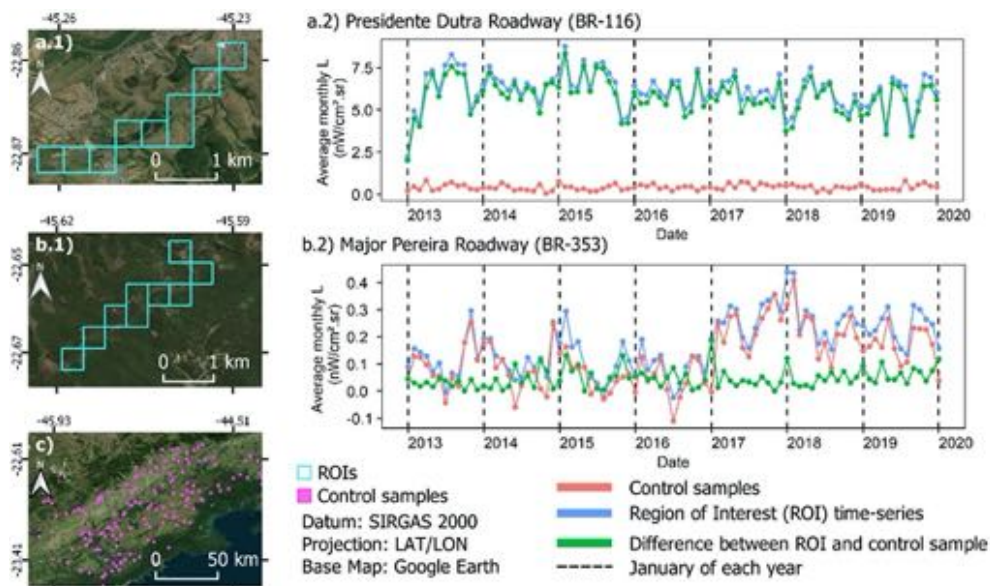 -45.26
-45.23
a.1)
-22.86
-22.87
N
0 1 km
-45.62
-45.59
b.1)
-22.65
-22.67
N
0 1 km
-45.93
-44.51
c)
-22.61
-23.41
N
0 50 km
a.2) Presidente Dutra Roadway (BR-116)
Average monthly L
(nW/cm².sr)
7.5
5.0
2.5
0.0
2013 2014 2015 2016 2017 2018 2019 2020
Date
b.2) Major Pereira Roadway (BR-353)
Average monthly L
(nW/cm².sr)
0.4
0.3
0.2
0.1
0.0
-0.1
2013 2014 2015 2016 2017 2018 2019 2020
Date
ROIs
Control samples
Datum: SIRGAS 2000
Projection: LAT/LON
Base Map: Google Earth
Control samples
Region of Interest (ROI) time-series
Difference between ROI and control sample
January of each year